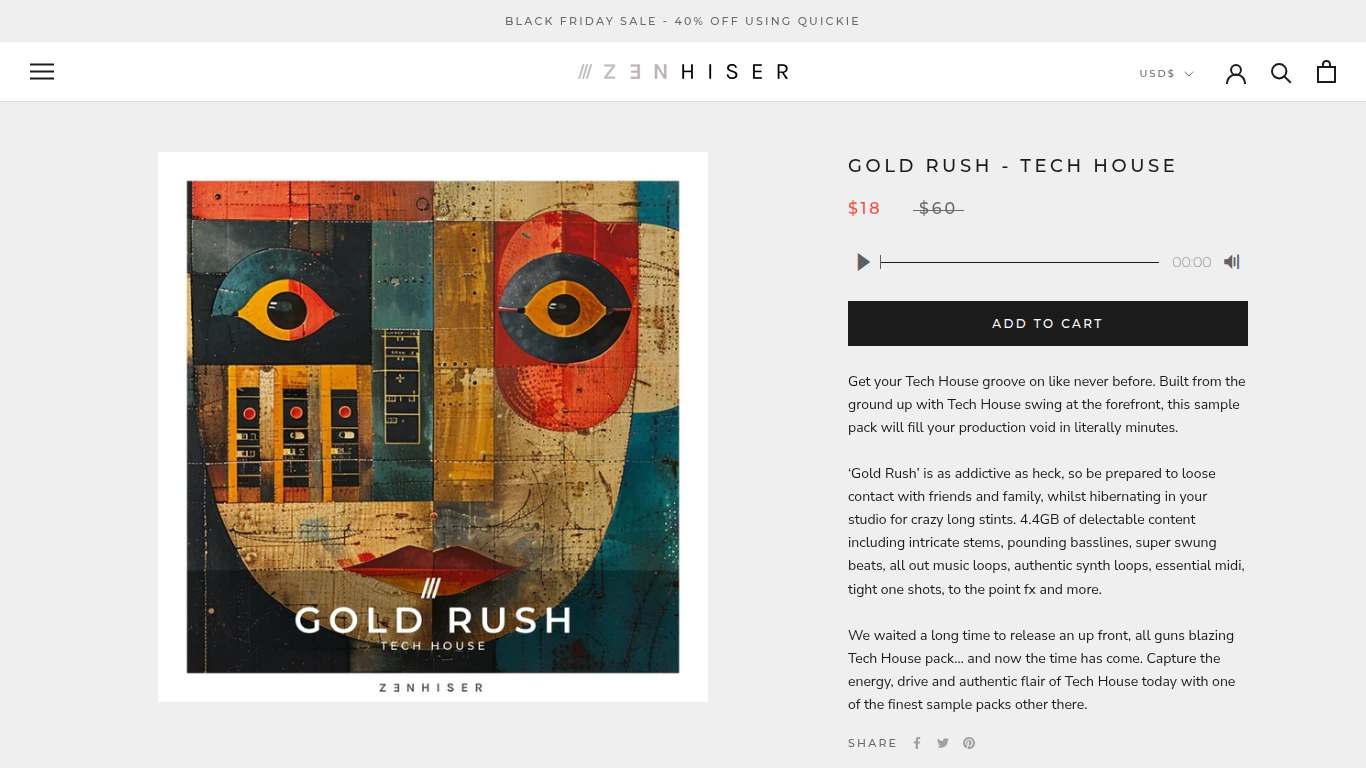 BLACK FRIDAY SALE - 40% OFF USING QUICKIE
/// ZƎNHISER
USD$
GOLD RUSH - TECH HOUSE
$18 $60
00:00
ADD TO CART
Get your Tech House groove on like never before. Built from the
ground up with Tech House swing at the forefront, this sample
pack will fill your production void in literally minutes.
‘Gold Rush’ is as addictive as heck, so be prepared to loose
contact with friends and family, whilst hibernating in your
studio for crazy long stints. 4.4GB of delectable content
including intricate stems, pounding basslines, super swung
beats, all out music loops, authentic synth loops, essential midi,
tight one shots, to the point fx and more.
We waited a long time to release an up front, all guns blazing
Tech House pack... and now the time has come. Capture the
energy, drive and authentic flair of Tech House today with one
of the finest sample packs other there.
SHARE
///
GOLD RUSH
TECH HOUSE
ZƎNHISER